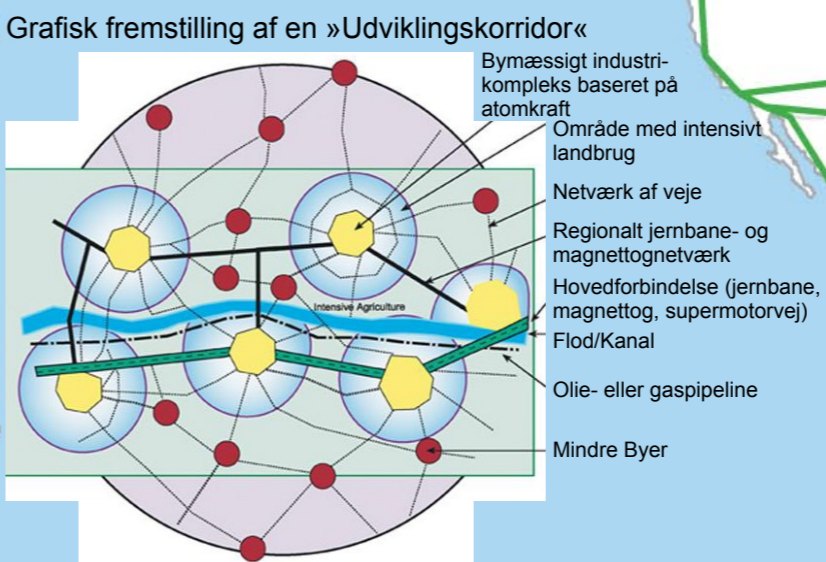 Grafisk fremstilling af en »Udviklingskorridor«
Bymæssigt industri-
kompleks baseret på
atomkraft
Område med intensivt
landbrug
Netværk af veje
Regionalt jernbane- og
magnettognetværk
Hovedforbindelse (jernbane,
magnettog, supermotorvej)
Intensive Agriculture
Flod/Kanal
Olie- eller gaspipeline
Mindre Byer